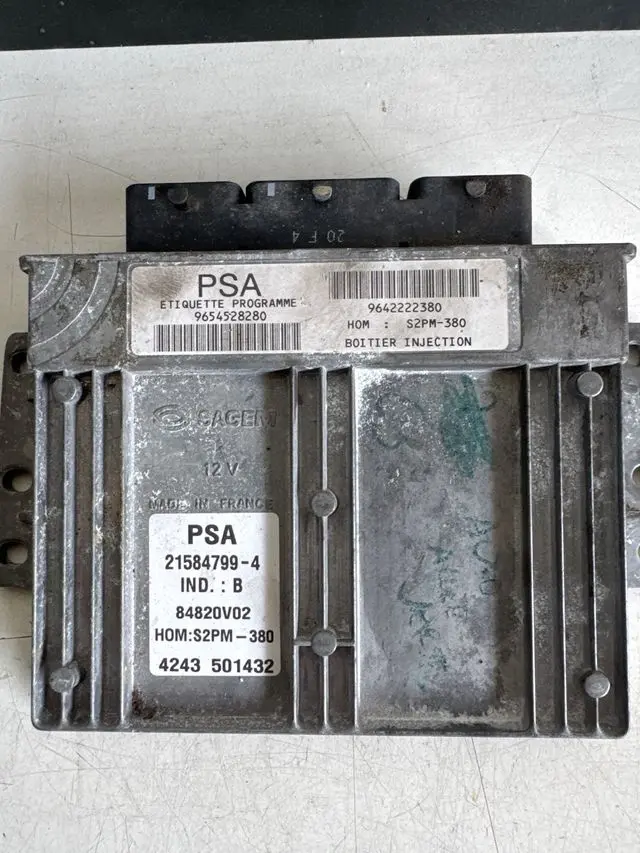 20 F 4
PSA
ETIQUETTE PROGRAMME
9654528280
9642222380
HOM : S2PM-380
BOITIER INJECTION
SAGEM
12 V
MADE IN FRANCE
PSA
21584799-4
IND. : B
84820V02
HOM:S2PM-380
4243 501432